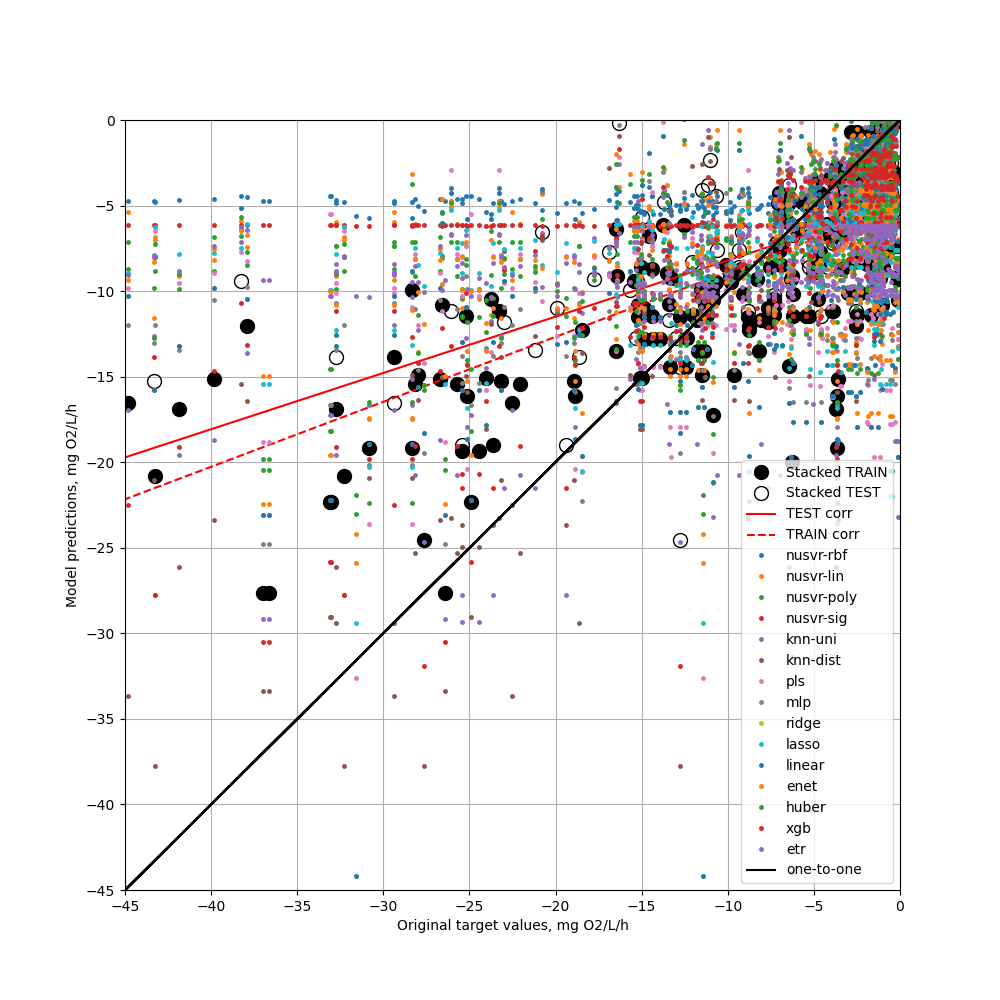 0
−5
−10
−15
−20
−25
−30
−35
−40
−45
Model predictions, mg O2/L/h
−45 −40 −35 −30 −25 −20 −15 −10 −5 0
Original target values, mg O2/L/h
Stacked TRAIN
Stacked TEST
TEST corr
TRAIN corr
nusvr-rbf
nusvr-lin
nusvr-poly
nusvr-sig
knn-uni
knn-dist
pls
mlp
ridge
lasso
linear
enet
huber
xgb
etr
one-to-one